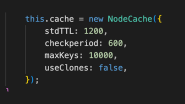 this.cache = new NodeCache({
stdTTL: 1200,
checkperiod: 600,
maxKeys: 10000,
useClones: false,
});